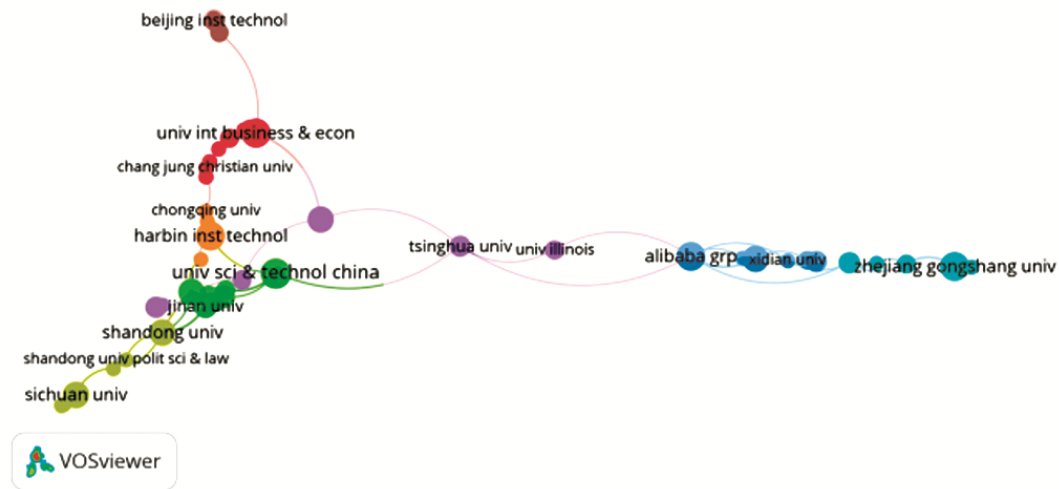 beijing inst technol
univ int business & econ
chang jung christian univ
chongqing univ
harbin inst technol
tsinghua univ
univ illinois
alibaba grp
xidian univ
zhejiang gongshang univ
univ sci & technol china
jinan univ
shandong univ
shandong univ polit sci & law
sichuan univ
VOSviewer